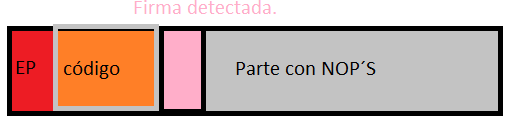 Firma detectada.
EP
código
Parte con NOP´S